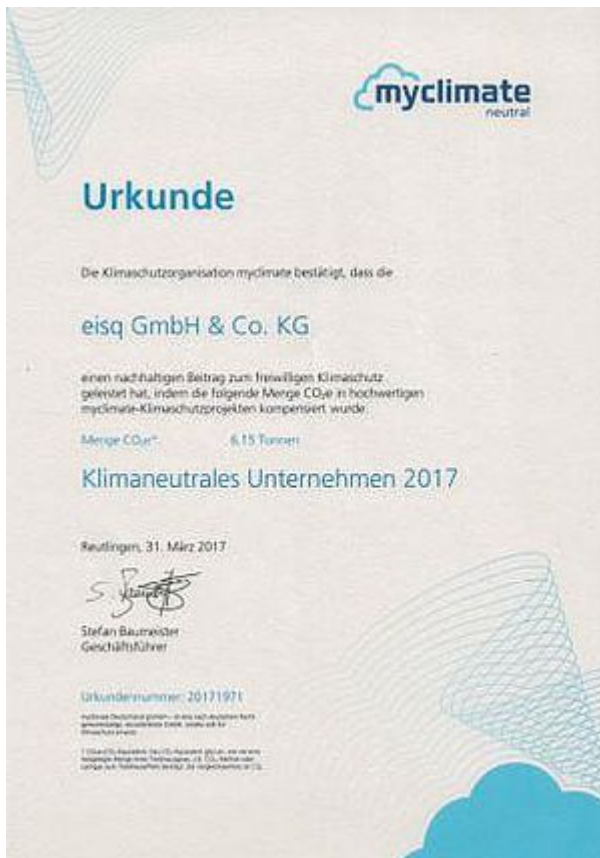 myclimate
neutral
Urkunde
Die Klimaschutzorganisation myclimate bestätigt, dass die
eisq GmbH & Co. KG
einen nachhaltigen Beitrag zum freiwilligen Klimaschutz
geleistet hat, indem die folgende Menge CO₂e in hochwertigen
myclimate-Klimaschutzprojekten kompensiert wurde:
Menge CO₂e*: 6,15 Tonnen
Klimaneutrales Unternehmen 2017
Reutlingen, 31. März 2017
Stefan Baumeister
Geschäftsführer
Urkundennummer: 20171971